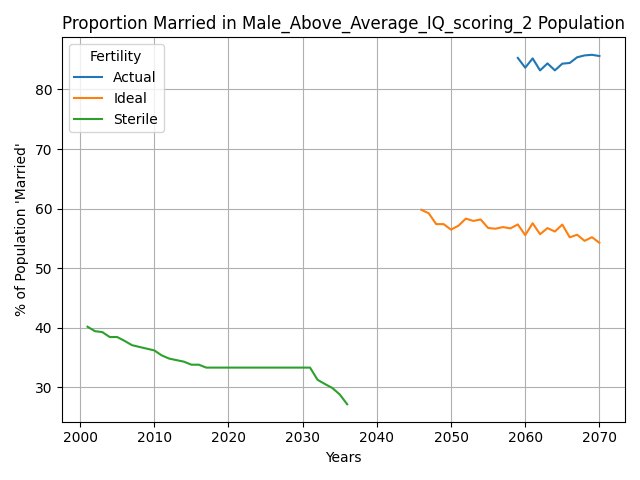 Proportion Married in Male_Above_Average_IQ_scoring_2 Population
Fertility
Actual
Ideal
Sterile
% of Population 'Married'
80
70
60
50
40
30
2000
2010
2020
2030
2040
2050
2060
2070
Years